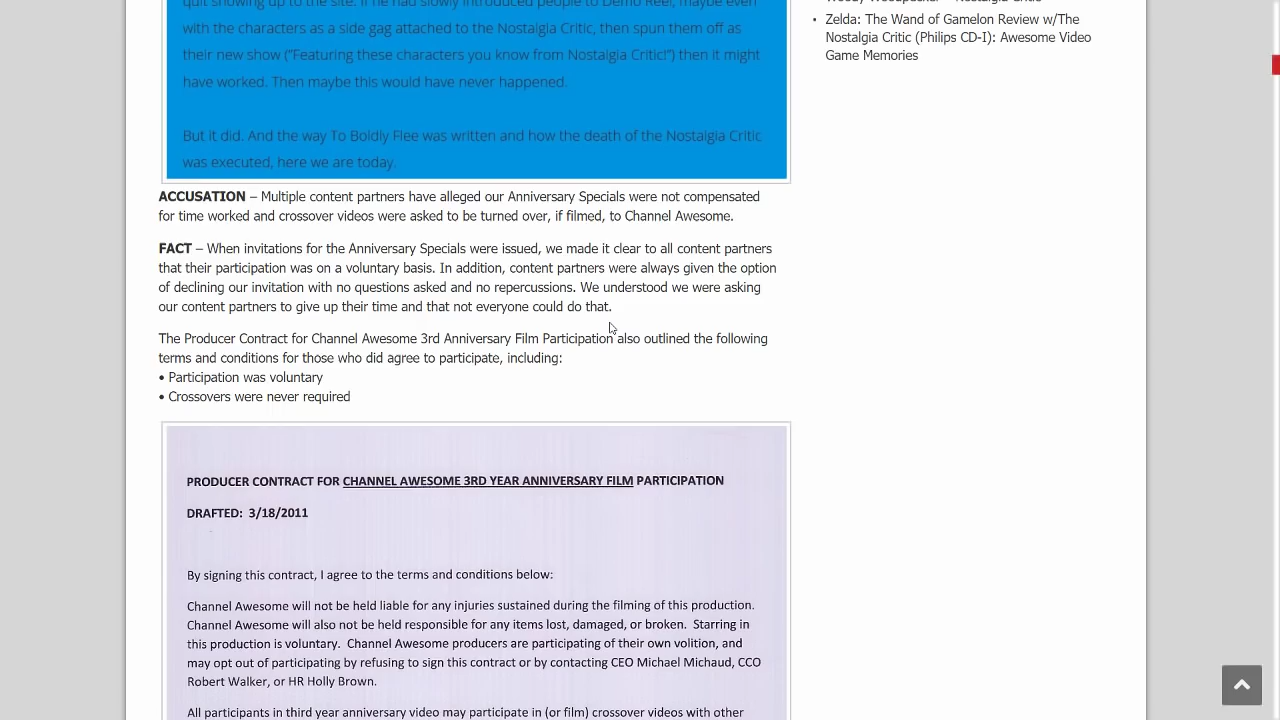 quit showing up to the site. If he had slowly introduced people to Demo Reel, maybe even
with the characters as a side gag attached to the Nostalgia Critic, then spun them off as
their new show ("Featuring these characters you know from Nostalgia Critic!") then it might
have worked. Then maybe this would have never happened.
But it did. And the way To Boldly Flee was written and how the death of the Nostalgia Critic
was executed, here we are today.
ACCUSATION – Multiple content partners have alleged our Anniversary Specials were not compensated
for time worked and crossover videos were asked to be turned over, if filmed, to Channel Awesome.
FACT – When invitations for the Anniversary Specials were issued, we made it clear to all content partners
that their participation was on a voluntary basis. In addition, content partners were always given the option
of declining our invitation with no questions asked and no repercussions. We understood we were asking
our content partners to give up their time and that not everyone could do that.
The Producer Contract for Channel Awesome 3rd Anniversary Film Participation also outlined the following
terms and conditions for those who did agree to participate, including:
• Participation was voluntary
• Crossovers were never required
PRODUCER CONTRACT FOR CHANNEL AWESOME 3RD YEAR ANNIVERSARY FILM PARTICIPATION
DRAFTED: 3/18/2011
By signing this contract, I agree to the terms and conditions below:
Channel Awesome will not be held liable for any injuries sustained during the filming of this production.
Channel Awesome will also not be held responsible for any items lost, damaged, or broken. Starring in
this production is voluntary. Channel Awesome producers are participating of their own volition, and
may opt out of participating by refusing to sign this contract or by contacting CEO Michael Michaud, CCO
Robert Walker, or HR Holly Brown.
All participants in third year anniversary video may participate in (or film) crossover videos with other
Woody Woodpecker – Nostalgia Critic
• Zelda: The Wand of Gamelon Review w/The
Nostalgia Critic (Philips CD-I): Awesome Video
Game Memories